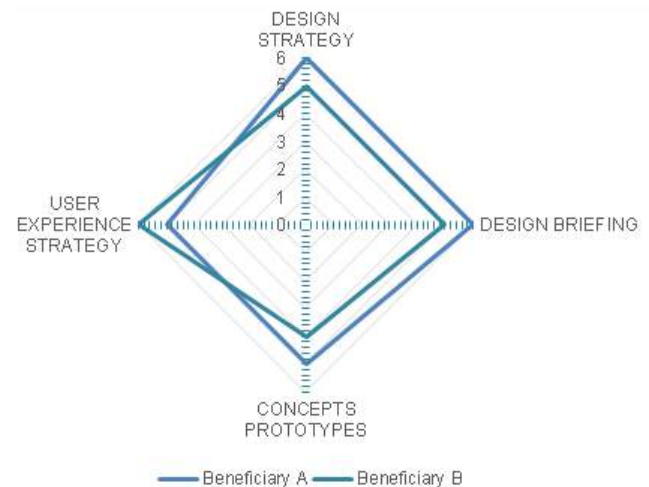 DESIGN
STRATEGY
6
5
4
3
2
1
0
USER
EXPERIENCE
STRATEGY
DESIGN BRIEFING
CONCEPTS
PROTOTYPES
Beneficiary A
Beneficiary B